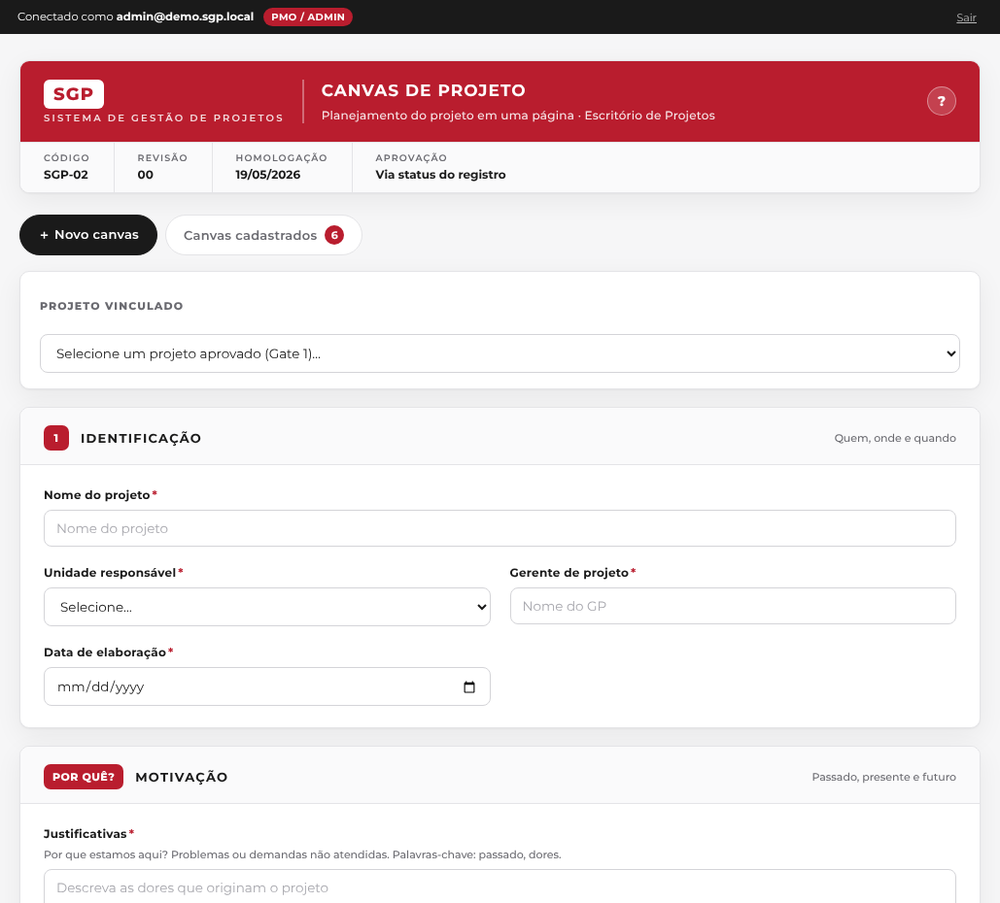 Conectado como admin@demo.sgp.local PMO / ADMIN Sair
SGP
SISTEMA DE GESTÃO DE PROJETOS
CANVAS DE PROJETO
Planejamento do projeto em uma página · Escritório de Projetos
?
CÓDIGO
SGP-02
REVISÃO
00
HOMOLOGAÇÃO
19/05/2026
APROVAÇÃO
Via status do registro
+ Novo canvas
Canvas cadastrados 6
PROJETO VINCULADO
Selecione um projeto aprovado (Gate 1)...
1 IDENTIFICAÇÃO
Quem, onde e quando
Nome do projeto *
Nome do projeto
Unidade responsável *
Selecione...
Gerente de projeto *
Nome do GP
Data de elaboração *
mm/dd/yyyy
POR QUÊ? MOTIVAÇÃO
Passado, presente e futuro
Justificativas *
Por que estamos aqui? Problemas ou demandas não atendidas. Palavras-chave: passado, dores.
Descreva as dores que originam o projeto